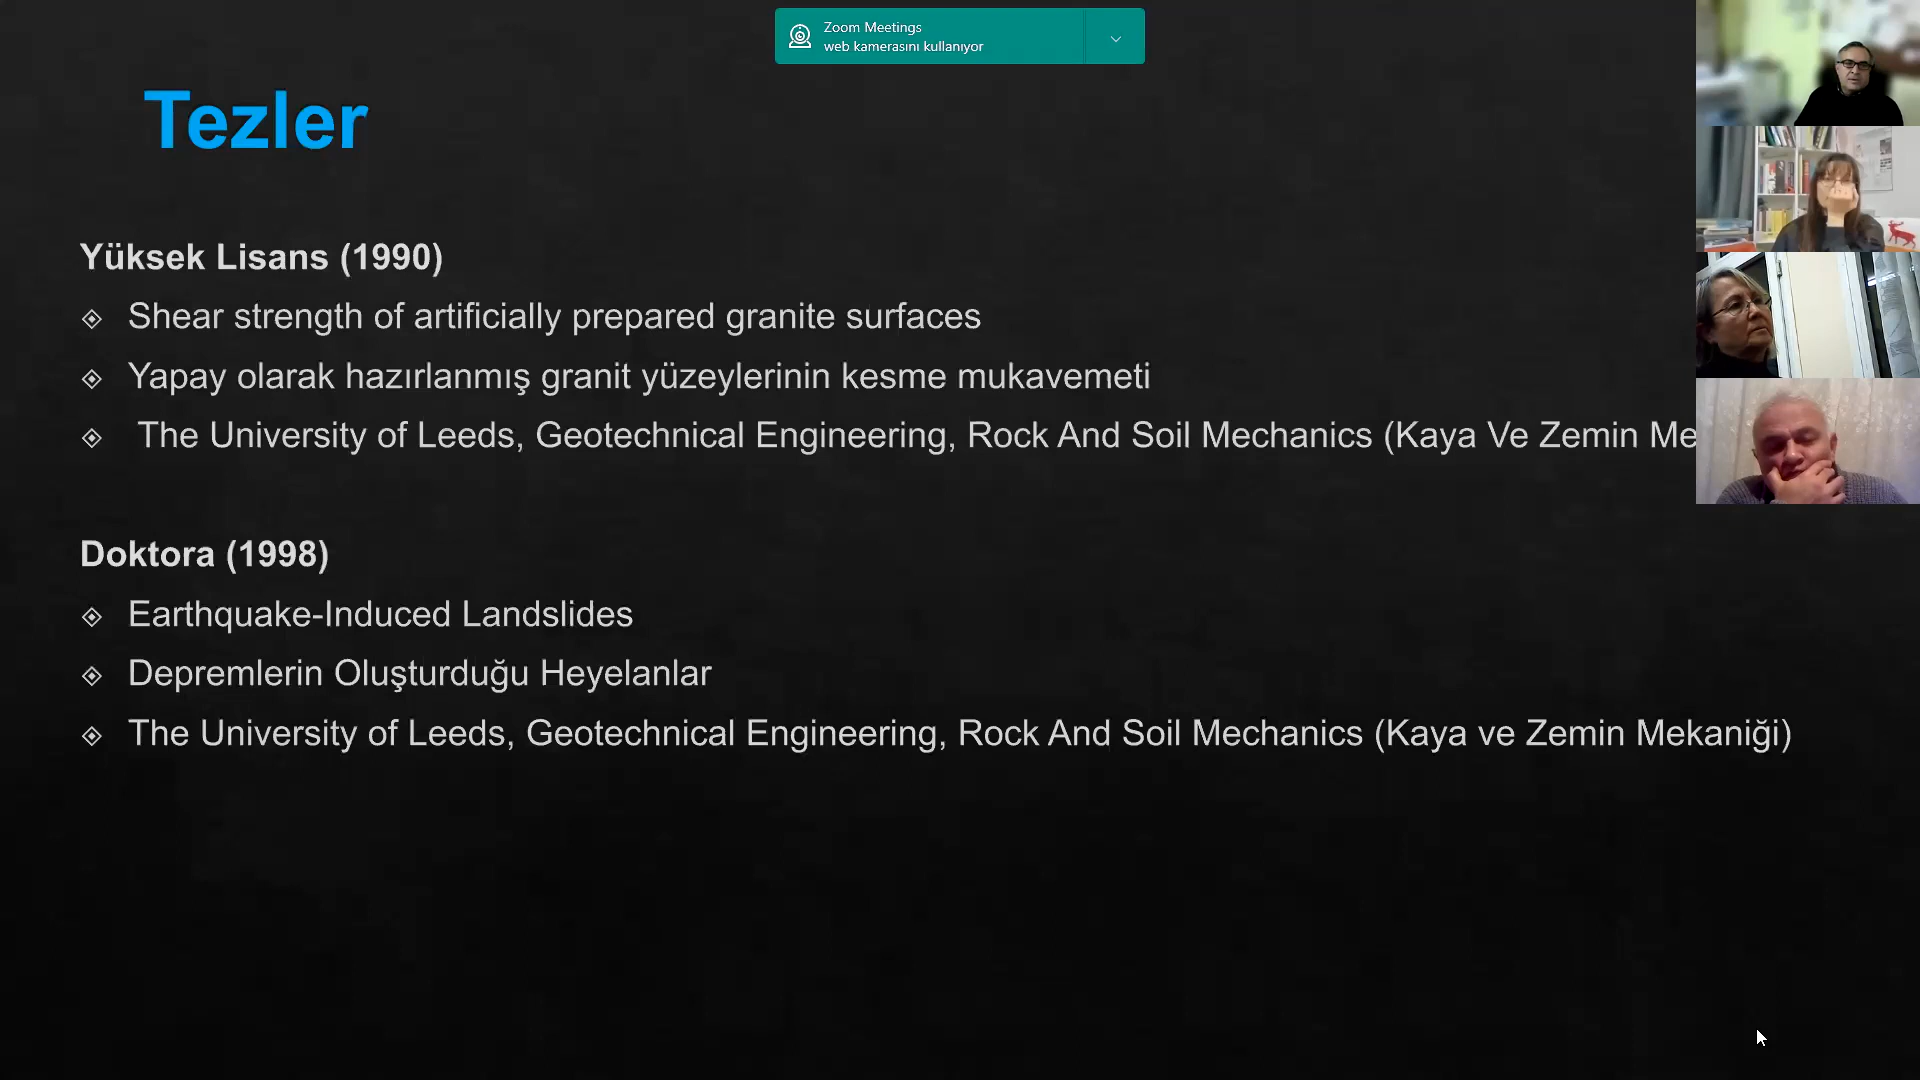 Zoom Meetings
web kamerasını kullanıyor
Tezler
Yüksek Lisans (1990)
Shear strength of artificially prepared granite surfaces
Yapay olarak hazırlanmış granit yüzeylerinin kesme mukavemeti
The University of Leeds, Geotechnical Engineering, Rock And Soil Mechanics (Kaya Ve Zemin Me
Doktora (1998)
Earthquake-Induced Landslides
Depremlerin Oluşturduğu Heyelanlar
The University of Leeds, Geotechnical Engineering, Rock And Soil Mechanics (Kaya ve Zemin Mekaniği)